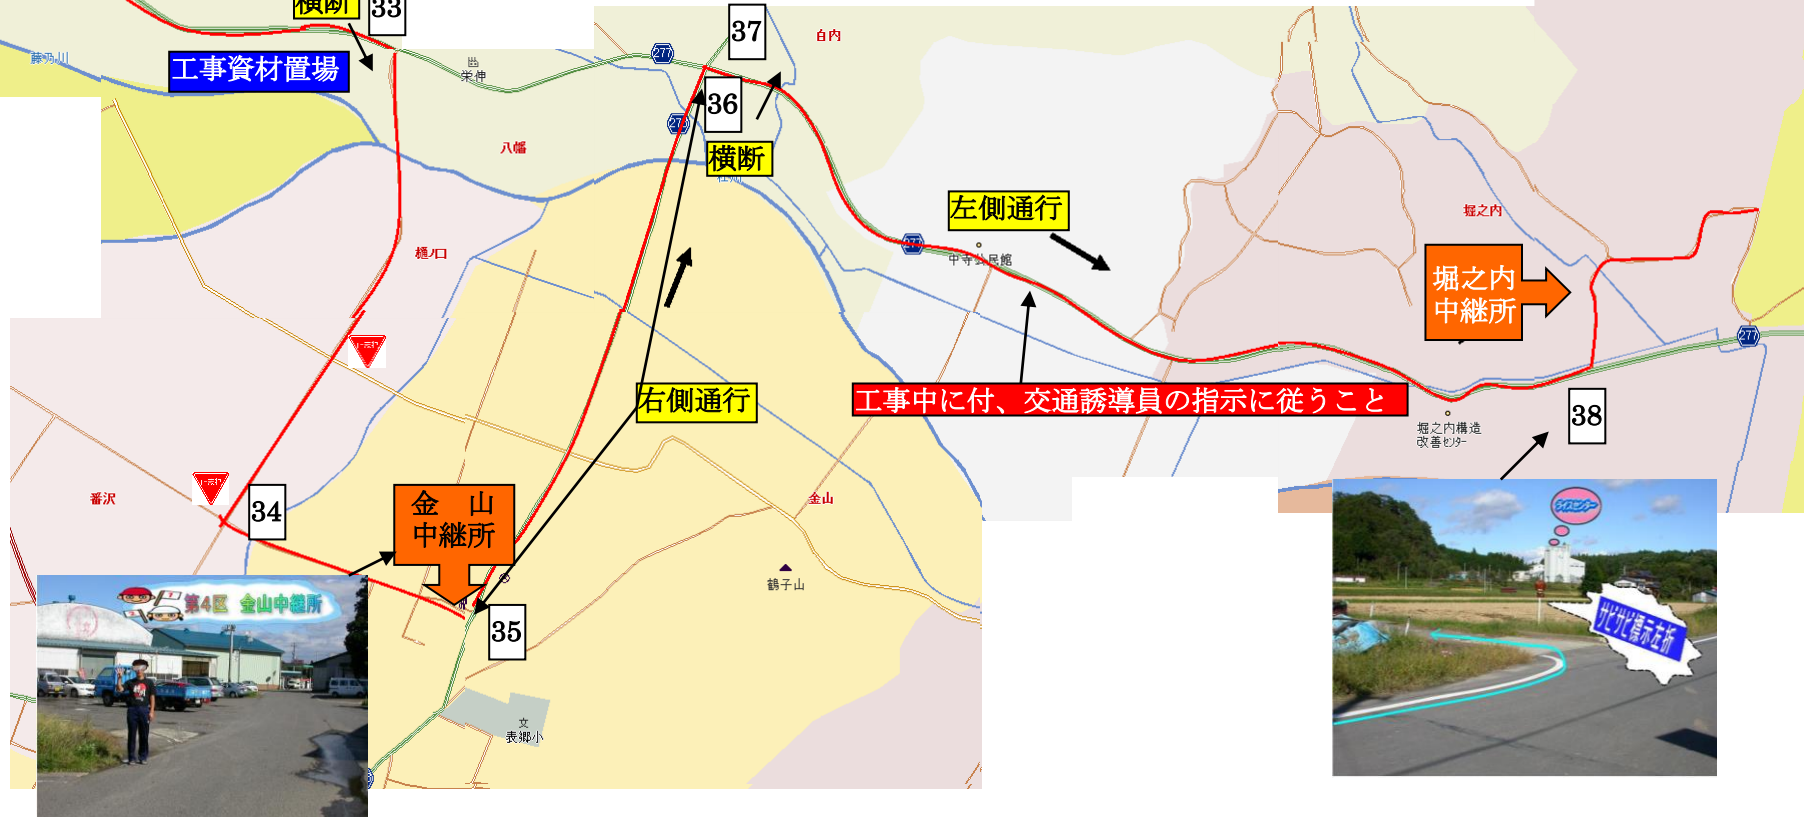 横断
33
37
白内
藤乃川
工事資材置場
栄伸
277
36
八幡
横断
左側通行
堀之内
277
中寺公民館
樋ノ口
堀之内
中継所
277
右側通行
工事中に付、交通誘導員の指示に従うこと
38
堀之内構造
改善ｾﾝﾀｰ
番沢
34
金　山
中継所
金山
ライスセンター
鶴子山
第4区 金山中継所
35
ナビサビ標示左折
文
表郷小